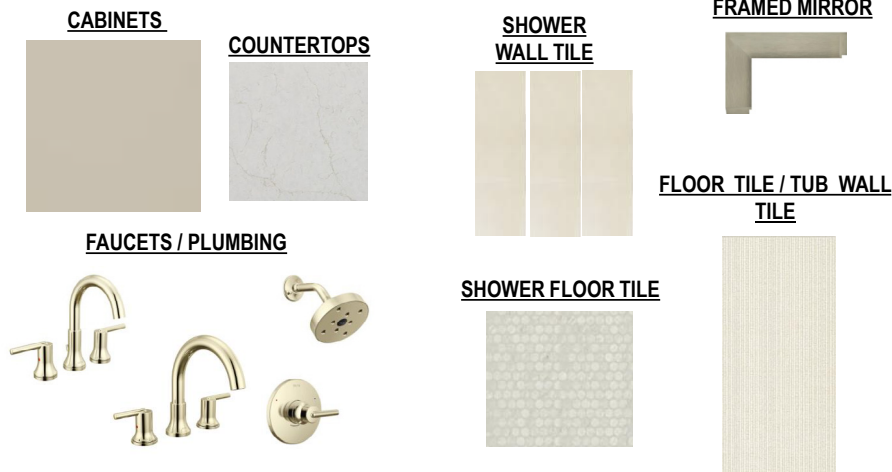 CABINETS
COUNTERTOPS
SHOWER
WALL TILE
FRAMED MIRROR
FLOOR TILE / TUB WALL
TILE
FAUCETS / PLUMBING
SHOWER FLOOR TILE